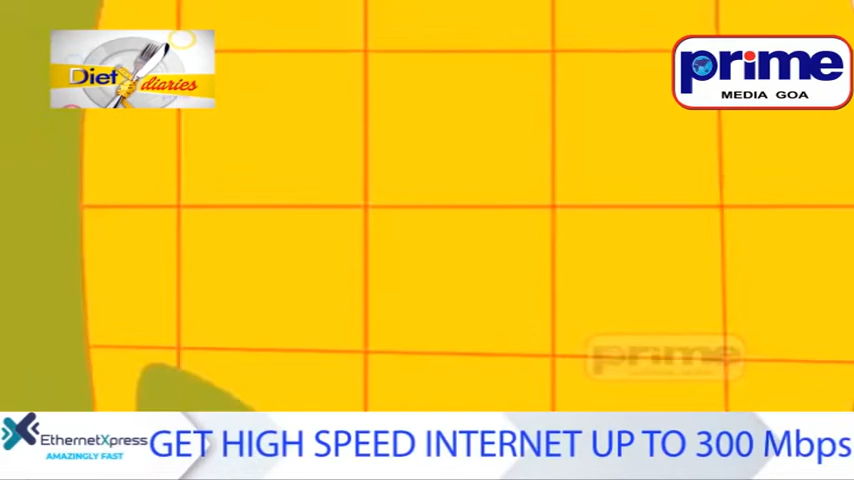 Diet
diaries
prime
MEDIA GOA
prime
EthernetXpress
AMAZINGLY FAST
GET HIGH SPEED INTERNET UP TO 300 Mbps